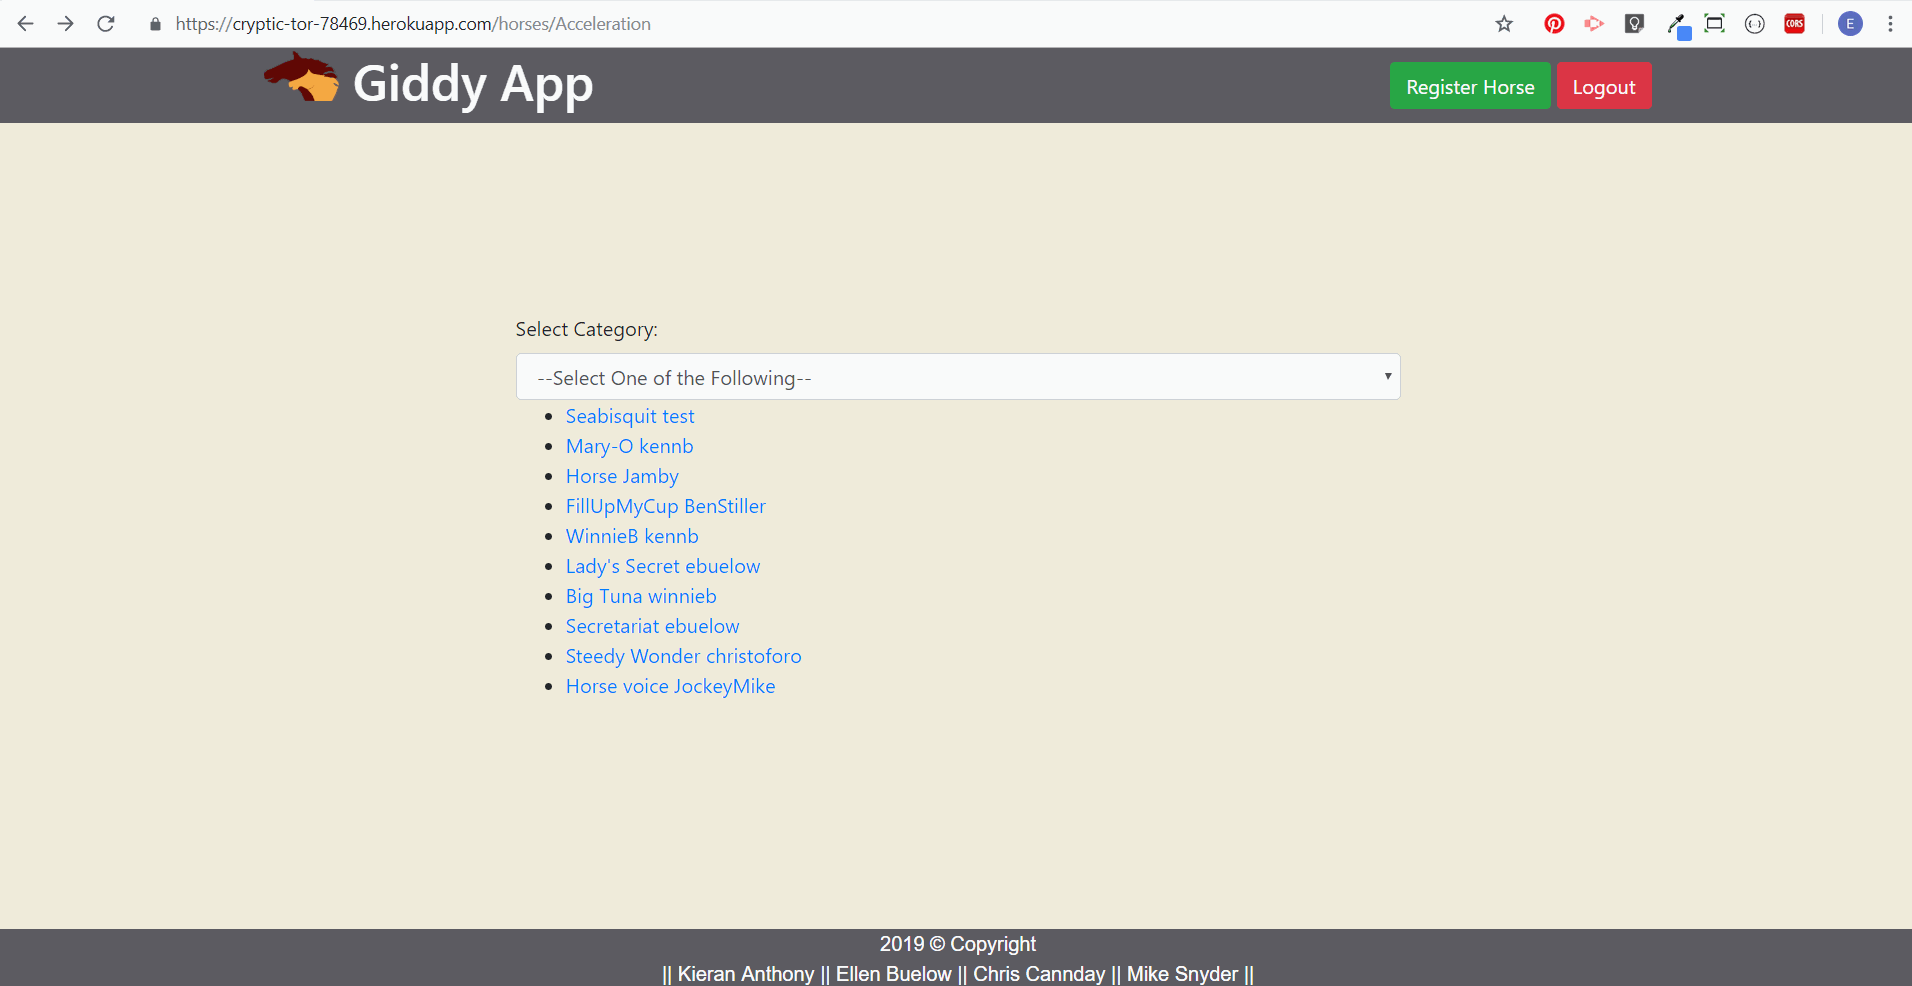 https://cryptic-tor-78469.herokuapp.com/horses/Acceleration
CORS
E
Giddy App
Register Horse
Logout
Select Category:
--Select One of the Following--
Seabisquit test
Mary-O kennb
Horse Jamby
FillUpMyCup BenStiller
WinnieB kennb
Lady's Secret ebuelow
Big Tuna winnieb
Secretariat ebuelow
Steedy Wonder christoforo
Horse voice JockeyMike
2019 © Copyright
|| Kieran Anthony || Ellen Buelow || Chris Cannday || Mike Snyder ||